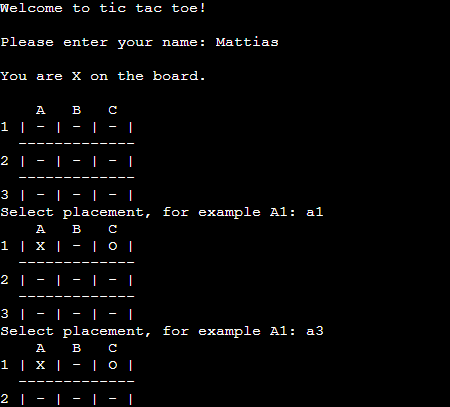 Welcome to tic tac toe!
Please enter your name: Mattias
You are X on the board.
A B C
1 | - | - | - |
-------------
2 | - | - | - |
-------------
3 | - | - | - |
Select placement, for example A1: a1
A B C
1 | X | - | O |
-------------
2 | - | - | - |
-------------
3 | - | - | - |
Select placement, for example A1: a3
A B C
1 | X | - | O |
-------------
2 | - | - | - |